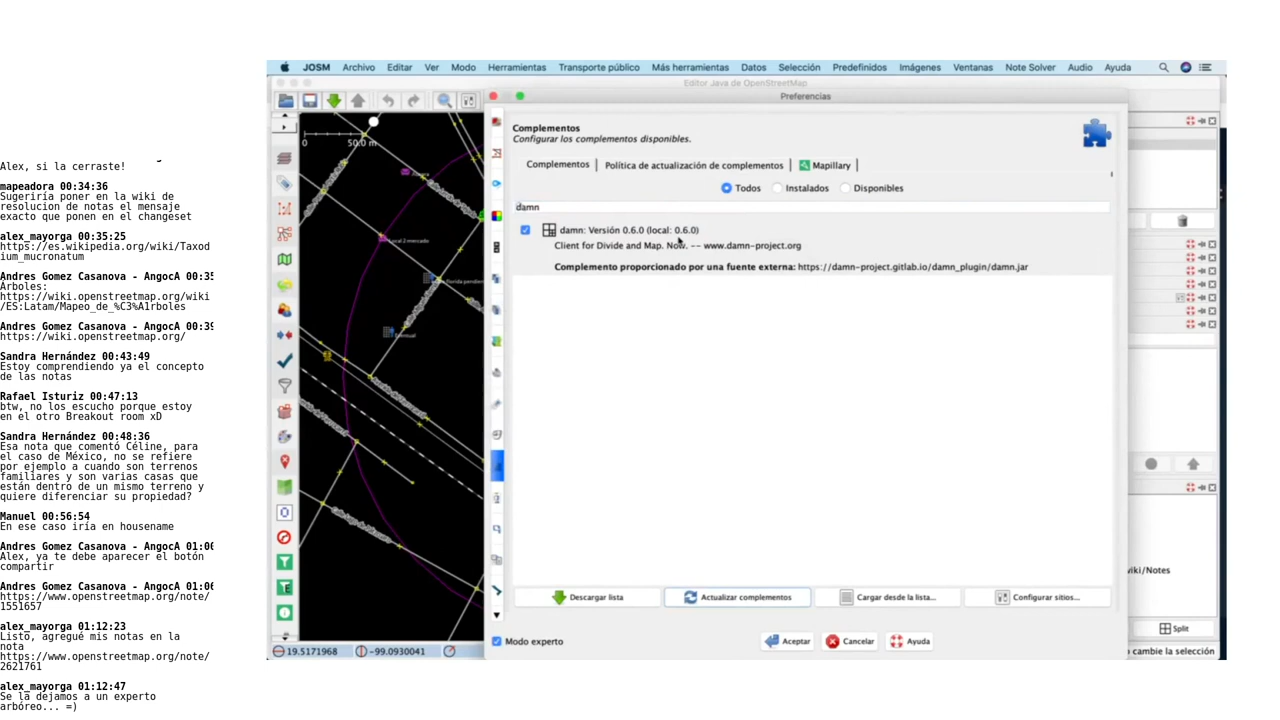 Alex, si la cerraste!
mapeadora 00:34:36
Sugeriría poner en la wiki de
resolucion de notas el mensaje
exacto que ponen en el changeset
alex_mayorga 00:35:25
https://es.wikipedia.org/wiki/Taxod
ium_mucronatum
Andres Gomez Casanova - AngocA 00:35
Árboles:
https://wiki.openstreetmap.org/wiki
/ES:Latam/Mapeo_de_%C3%A1rboles
Andres Gomez Casanova - AngocA 00:39
https://wiki.openstreetmap.org/
Sandra Hernández 00:43:49
Estoy comprendiendo ya el concepto
de las notas
Rafael Isturiz 00:47:13
btw, no los escucho porque estoy
en el otro Breakout room xD
Sandra Hernández 00:48:36
Esa nota que comentó Céline, para
el caso de México, no se refiere
por ejemplo a cuando son terrenos
familiares y son varias casas que
están dentro de un mismo terreno y
quiere diferenciar su propiedad?
Manuel 00:56:54
En ese caso iría en housename
Andres Gomez Casanova - AngocA 01:06
Alex, ya te debe aparecer el botón
compartir
Andres Gomez Casanova - AngocA 01:06
https://www.openstreetmap.org/note/
1551657
alex_mayorga 01:12:23
Listo, agregué mis notas en la
nota
https://www.openstreetmap.org/note/
2621761
alex_mayorga 01:12:47
Se la dejamos a un experto
arbóreo... =)
JOSM Archivo Editar Ver Modo Herramientas Transporte público Más herramientas Datos Selección Predefinidos Imágenes Ventanas Note Solver Audio Ayuda
Editor Java de OpenStreetMap
Preferencias
0 50.0 m
Local 2 mercado
Complementos
Configurar los complementos disponibles.
Complementos Política de actualización de complementos Mapillary
Todos Instalados Disponibles
damn
damn: Versión 0.6.0 (local: 0.6.0)
Client for Divide and Map. Now. -- www.damn-project.org
Complemento proporcionado por una fuente externa: https://damn-project.gitlab.io/damn_plugin/damn.jar
Descargar lista Actualizar complementos Cargar desde la lista... Configurar sitios...
Modo experto Aceptar Cancelar Ayuda
viki/Notes
Split
19.5171968 -99.0930041
cambie la selección